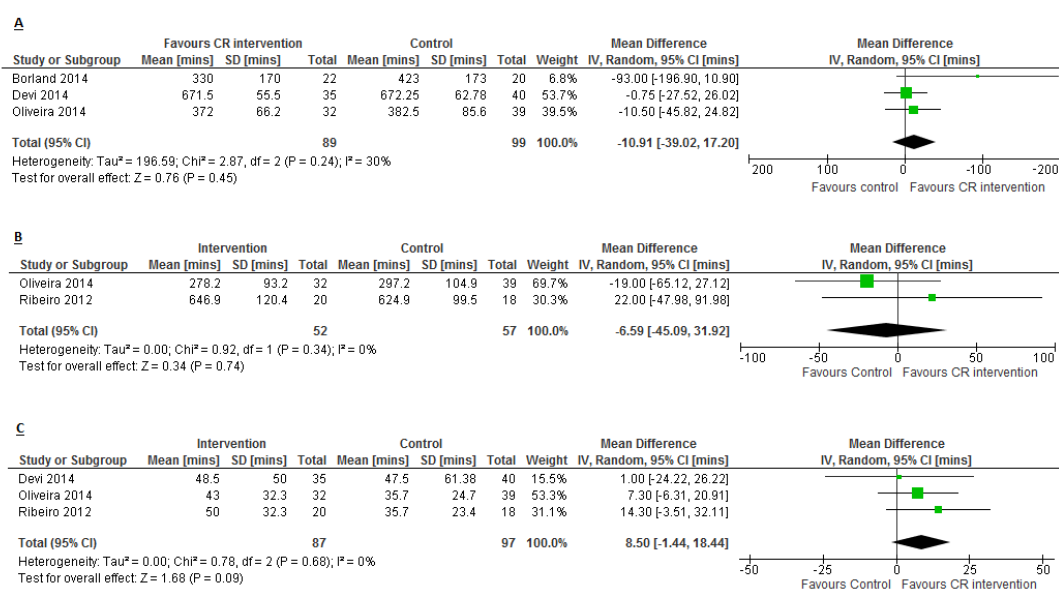 A
Favours CR intervention Control Mean Difference Mean Difference
Study or Subgroup Mean [mins] SD [mins] Total Mean [mins] SD [mins] Total Weight IV, Random, 95% CI [mins] IV, Random, 95% CI [mins]
Borland 2014 330 170 22 423 173 20 6.8% -93.00 [-196.90, 10.90]
Devi 2014 671.5 55.5 35 672.25 62.78 40 53.7% -0.75 [-27.52, 26.02]
Oliveira 2014 372 66.2 32 382.5 85.6 39 39.5% -10.50 [-45.82, 24.82]
Total (95% CI) 89 99 100.0% -10.91 [-39.02, 17.20]
Heterogeneity: Tau² = 196.59; Chi² = 2.87, df = 2 (P = 0.24); I² = 30%
Test for overall effect: Z = 0.76 (P = 0.45)
200 100 0 -100 -200
Favours control Favours CR intervention
B
Intervention Control Mean Difference Mean Difference
Study or Subgroup Mean [mins] SD [mins] Total Mean [mins] SD [mins] Total Weight IV, Random, 95% CI [mins] IV, Random, 95% CI [mins]
Oliveira 2014 278.2 93.2 32 297.2 104.9 39 69.7% -19.00 [-65.12, 27.12]
Ribeiro 2012 646.9 120.4 20 624.9 99.5 18 30.3% 22.00 [-47.98, 91.98]
Total (95% CI) 52 57 100.0% -6.59 [-45.09, 31.92]
Heterogeneity: Tau² = 0.00; Chi² = 0.92, df = 1 (P = 0.34); I² = 0%
Test for overall effect: Z = 0.34 (P = 0.74)
-100 -50 0 50 100
Favours Control Favours CR intervention
C
Intervention Control Mean Difference Mean Difference
Study or Subgroup Mean [mins] SD [mins] Total Mean [mins] SD [mins] Total Weight IV, Random, 95% CI [mins] IV, Random, 95% CI [mins]
Devi 2014 48.5 50 35 47.5 61.38 40 15.5% 1.00 [-24.22, 26.22]
Oliveira 2014 43 32.3 32 35.7 24.7 39 53.3% 7.30 [-6.31, 20.91]
Ribeiro 2012 50 32.3 20 35.7 23.4 18 31.1% 14.30 [-3.51, 32.11]
Total (95% CI) 87 97 100.0% 8.50 [-1.44, 18.44]
Heterogeneity: Tau² = 0.00; Chi² = 0.78, df = 2 (P = 0.68); I² = 0%
Test for overall effect: Z = 1.68 (P = 0.09)
-50 -25 0 25 50
Favours Control Favours CR intervention